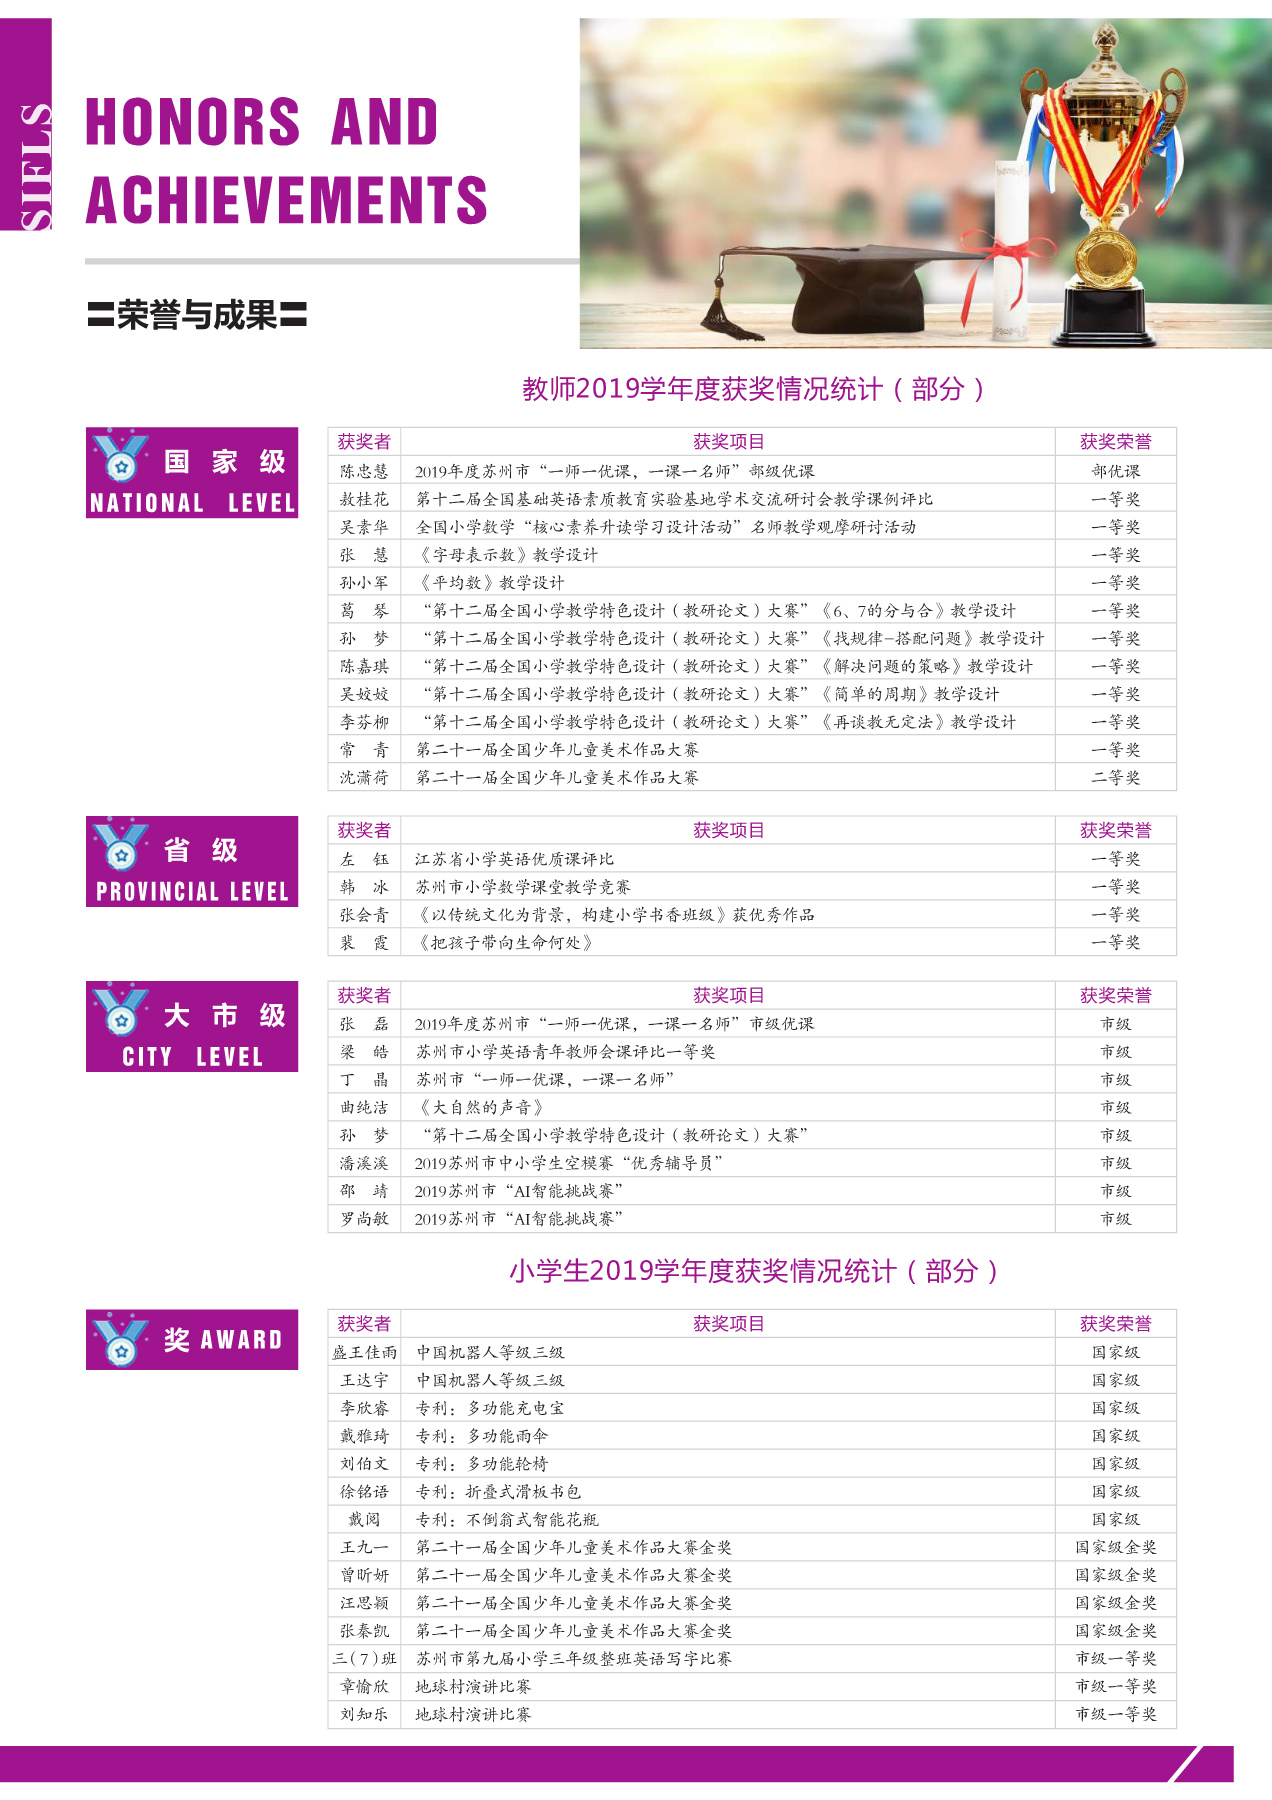 SIFLS
HONORS AND
ACHIEVEMENTS
〓荣誉与成果〓
教师2019学年度获奖情况统计（部分）
国家级
NATIONAL LEVEL
获奖者 获奖项目 获奖荣誉
陈忠慧 2019年度苏州市“一师一优课，一课一名师”部级优课 部优课
敖桂花 第十二届全国基础英语素质教育实验基地学术交流研讨会教学课例评比 一等奖
吴素华 全国小学数学“核心素养升读学习设计活动”名师教学观摩研讨活动 一等奖
张 慧 《字母表示数》教学设计 一等奖
孙小军 《平均数》教学设计 一等奖
葛 琴 “第十二届全国小学教学特色设计（教研论文）大赛”《6、7的分与合》教学设计 一等奖
孙 梦 “第十二届全国小学教学特色设计（教研论文）大赛”《找规律-搭配问题》教学设计 一等奖
陈嘉琪 “第十二届全国小学教学特色设计（教研论文）大赛”《解决问题的策略》教学设计 一等奖
吴姣姣 “第十二届全国小学教学特色设计（教研论文）大赛”《简单的周期》教学设计 一等奖
李芬柳 “第十二届全国小学教学特色设计（教研论文）大赛”《再谈教无定法》教学设计 一等奖
常 青 第二十一届全国少年儿童美术作品大赛 一等奖
沈潇荷 第二十一届全国少年儿童美术作品大赛 二等奖
省级
PROVINCIAL LEVEL
获奖者 获奖项目 获奖荣誉
左 钰 江苏省小学英语优质课评比 一等奖
韩 冰 苏州市小学数学课堂教学竞赛 一等奖
张会青 《以传统文化为背景，构建小学书香班级》获优秀作品 一等奖
裴 霞 《把孩子带向生命何处》 一等奖
大市级
CITY LEVEL
获奖者 获奖项目 获奖荣誉
张 磊 2019年度苏州市“一师一优课，一课一名师”市级优课 市级
梁 皓 苏州市小学英语青年教师会课评比一等奖 市级
丁 晶 苏州市“一师一优课，一课一名师” 市级
曲纯洁 《大自然的声音》 市级
孙 梦 “第十二届全国小学教学特色设计（教研论文）大赛” 市级
潘溪溪 2019苏州市中小学生空模赛“优秀辅导员” 市级
邵 靖 2019苏州市“AI智能挑战赛” 市级
罗尚敏 2019苏州市“AI智能挑战赛” 市级
小学生2019学年度获奖情况统计（部分）
奖 AWARD
获奖者 获奖项目 获奖荣誉
盛王佳雨 中国机器人等级三级 国家级
王达宇 中国机器人等级三级 国家级
李欣睿 专利：多功能充电宝 国家级
戴雅琦 专利：多功能雨伞 国家级
刘伯文 专利：多功能轮椅 国家级
徐铭语 专利：折叠式滑板书包 国家级
戴阅 专利：不倒翁式智能花瓶 国家级
王九一 第二十一届全国少年儿童美术作品大赛金奖 国家级金奖
曾昕妍 第二十一届全国少年儿童美术作品大赛金奖 国家级金奖
汪思颖 第二十一届全国少年儿童美术作品大赛金奖 国家级金奖
张秦凯 第二十一届全国少年儿童美术作品大赛金奖 国家级金奖
三（7）班 苏州市第九届小学三年级整班英语写字比赛 市级一等奖
章愉欣 地球村演讲比赛 市级一等奖
刘知乐 地球村演讲比赛 市级一等奖